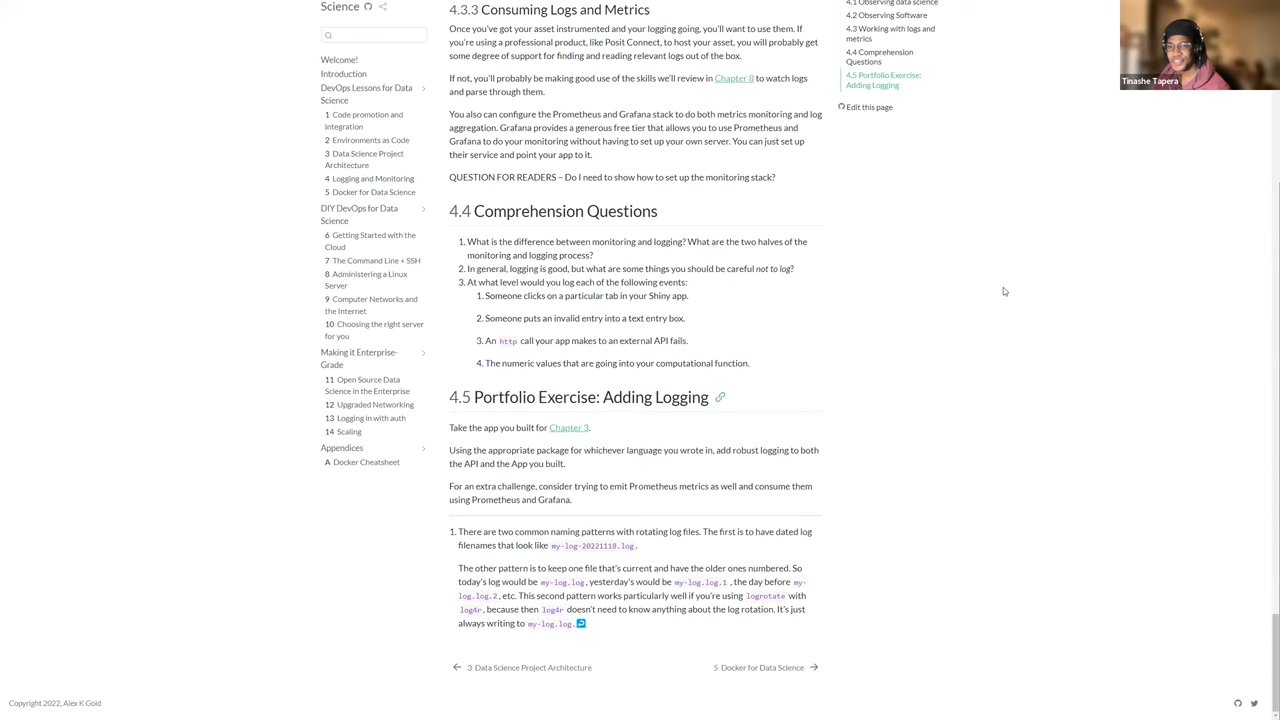 Science
Welcome!
Introduction
DevOps Lessons for Data
Science
1 Code promotion and
Integration
2 Environments as Code
3 Data Science Project
Architecture
4 Logging and Monitoring
5 Docker for Data Science
DIY DevOps for Data
Science
6 Getting Started with the
Cloud
7 The Command Line + SSH
8 Administering a Linux
Server
9 Computer Networks and
the Internet
10 Choosing the right server
for you
Making it Enterprise-
Grade
11 Open Source Data
Science in the Enterprise
12 Upgraded Networking
13 Logging in with auth
14 Scaling
Appendices
A Docker Cheatsheet
4.3.3 Consuming Logs and Metrics
Once you've got your asset instrumented and your logging going, you'll want to use them. If
you're using a professional product, like Posit Connect, to host your asset, you will probably get
some degree of support for finding and reading relevant logs out of the box.
If not, you'll probably be making good use of the skills we'll review in Chapter 8 to watch logs
and parse through them.
You also can configure the Prometheus and Grafana stack to do both metrics monitoring and log
aggregation. Grafana provides a generous free tier that allows you to use Prometheus and
Grafana to do your monitoring without having to set up your own server. You can just set up
their service and point your app to it.
QUESTION FOR READERS – Do I need to show how to set up the monitoring stack?
4.4 Comprehension Questions
1. What is the difference between monitoring and logging? What are the two halves of the
monitoring and logging process?
2. In general, logging is good, but what are some things you should be careful not to log?
3. At what level would you log each of the following events:
1. Someone clicks on a particular tab in your Shiny app.
2. Someone puts an invalid entry into a text entry box.
3. An http call your app makes to an external API fails.
4. The numeric values that are going into your computational function.
4.5 Portfolio Exercise: Adding Logging
Take the app you built for Chapter 3.
Using the appropriate package for whichever language you wrote in, add robust logging to both
the API and the App you built.
For an extra challenge, consider trying to emit Prometheus metrics as well and consume them
using Prometheus and Grafana.
1. There are two common naming patterns with rotating log files. The first is to have dated log
filenames that look like my-log-20221118.log.
The other pattern is to keep one file that's current and have the older ones numbered. So
today's log would be my-log.log, yesterday's would be my-log.log.1 , the day before my-
log.log.2, etc. This second pattern works particularly well if you're using logrotate with
log4r, because then log4r doesn't need to know anything about the log rotation. It's just
always writing to my-log.log.
3 Data Science Project Architecture
5 Docker for Data Science
4.1 Observing data science
4.2 Observing Software
4.3 Working with logs and
metrics
4.4 Comprehension
Questions
4.5 Portfolio Exercise:
Adding Logging
Edit this page
Tinashe Tapera
Copyright 2022, Alex K Gold